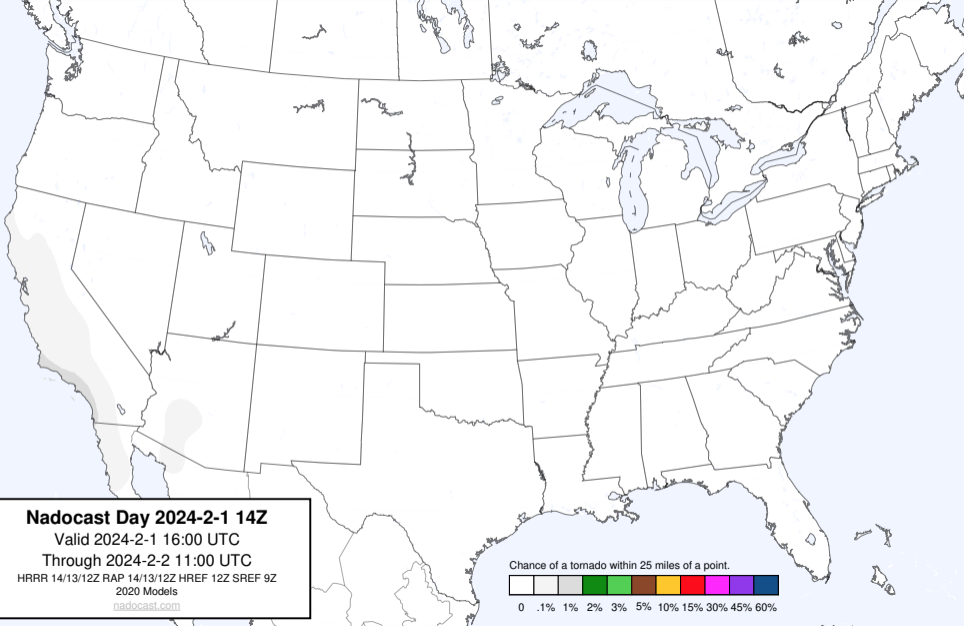 Nadocast Day 2024-2-1 14Z
Valid 2024-2-1 16:00 UTC
Through 2024-2-2 11:00 UTC
HRRR 14/13/12Z RAP 14/13/12Z HREF 12Z SREF 9Z
2020 Models
nadocast.com
Chance of a tornado within 25 miles of a point.
0 .1% 1% 2% 3% 5% 10% 15% 30% 45% 60%